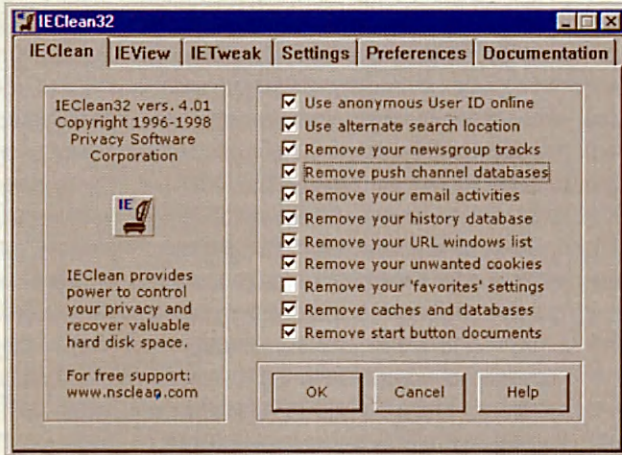 IEClean32
IEClean
IEView
IETweak
Settings
Preferences
Documentation
IEClean32 vers. 4.01
Copyright 1996-1998
Privacy Software
Corporation
IE
IEClean provides
power to control
your privacy and
recover valuable
hard disk space.
For free support:
www.nsclean.com
Use anonymous User ID online
Use alternate search location
Remove your newsgroup tracks
Remove push channel databases
Remove your email activities
Remove your history database
Remove your URL windows list
Remove your unwanted cookies
Remove your 'favorites' settings
Remove caches and databases
Remove start button documents
OK
Cancel
Help